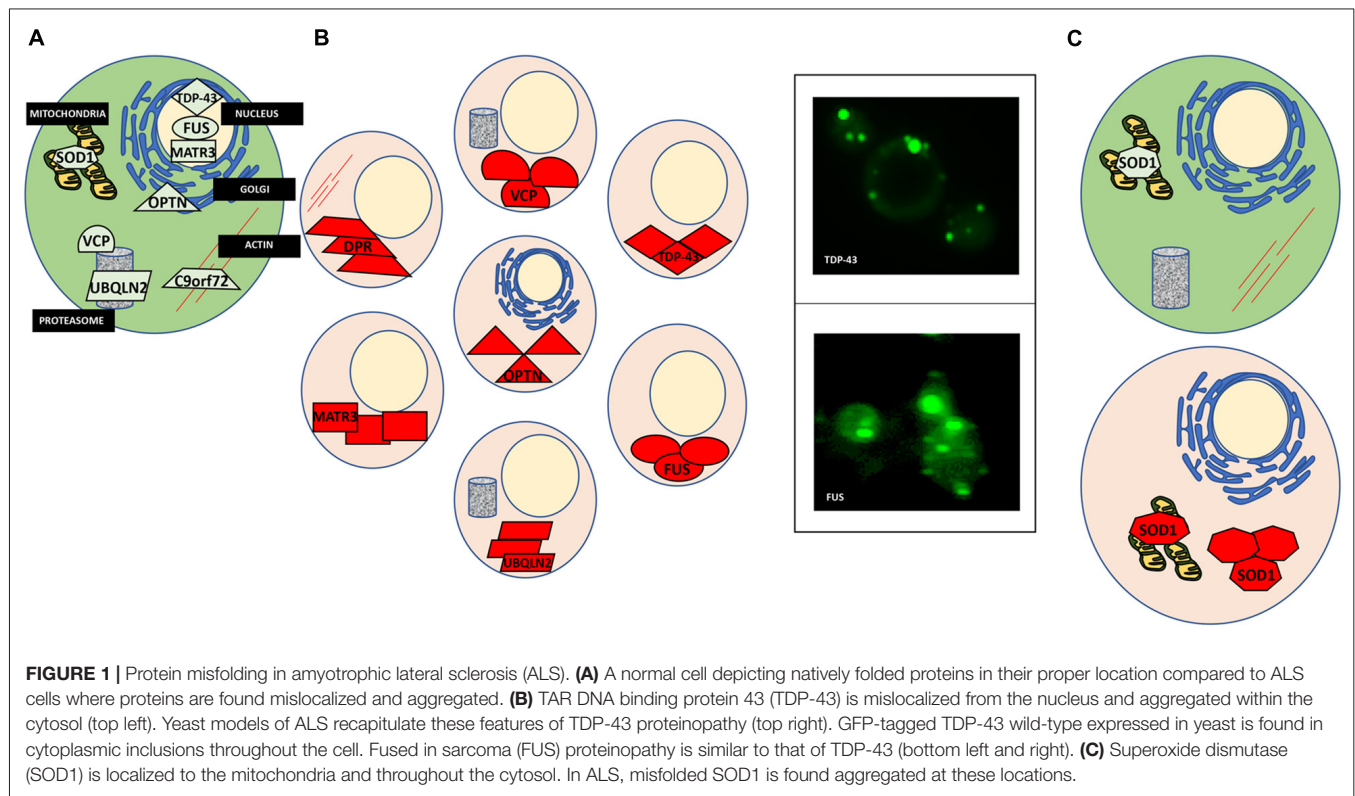 A
B
C
MITOCHONDRIA
TDP-43
NUCLEUS
FUS
MATR3
SOD1
GOLGI
OPTN
VCP
ACTIN
UBQLN2
C9orf72
PROTEASOME
DPR
MATR3
VCP
OPTN
UBQLN2
TDP-43
FUS
TDP-43
FUS
SOD1
SOD1
SOD1
FIGURE 1 | Protein misfolding in amyotrophic lateral sclerosis (ALS). (A) A normal cell depicting natively folded proteins in their proper location compared to ALS
cells where proteins are found mislocalized and aggregated. (B) TAR DNA binding protein 43 (TDP-43) is mislocalized from the nucleus and aggregated within the
cytosol (top left). Yeast models of ALS recapitulate these features of TDP-43 proteinopathy (top right). GFP-tagged TDP-43 wild-type expressed in yeast is found in
cytoplasmic inclusions throughout the cell. Fused in sarcoma (FUS) proteinopathy is similar to that of TDP-43 (bottom left and right). (C) Superoxide dismutase
(SOD1) is localized to the mitochondria and throughout the cytosol. In ALS, misfolded SOD1 is found aggregated at these locations.